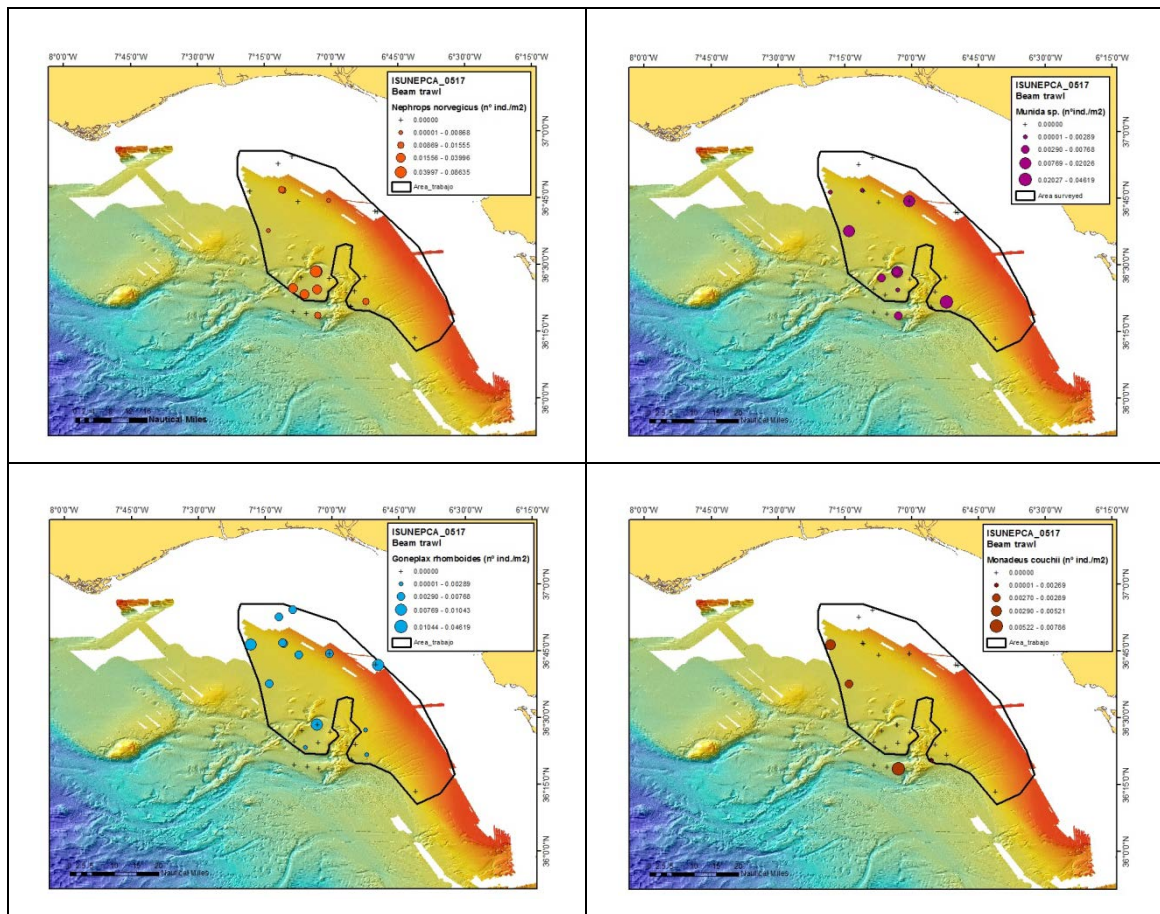 8°0'0"W 7°45'0"W 7°30'0"W 7°15'0"W 7°0'0"W 6°45'0"W 6°30'0"W 6°15'0"W
ISUNEPCA_0517
Beam trawl
Nephrops norvegicus (nº ind./m2)
0.00000
0.00001 - 0.00868
0.00869 - 0.01555
0.01556 - 0.03996
0.03997 - 0.08635
Area_trabajo
37°0'0"N
36°45'0"N
36°30'0"N
36°15'0"N
36°0'0"N
Nautical Miles
8°0'0"W 7°45'0"W 7°30'0"W 7°15'0"W 7°0'0"W 6°45'0"W 6°30'0"W 6°15'0"W
ISUNEPCA_0517
Beam trawl
Munida sp. (nºind./m2)
0.00000
0.00001 - 0.00289
0.00290 - 0.00768
0.00769 - 0.02026
0.02027 - 0.04619
Area surveyed
37°0'0"N
36°45'0"N
36°30'0"N
36°15'0"N
36°0'0"N
Nautical Miles
8°0'0"W 7°45'0"W 7°30'0"W 7°15'0"W 7°0'0"W 6°45'0"W 6°30'0"W 6°15'0"W
ISUNEPCA_0517
Beam trawl
Goneplax rhomboides (nº ind./m2)
0.00000
0.00001 - 0.00289
0.00290 - 0.00768
0.00769 - 0.01043
0.01044 - 0.04619
Area_trabajo
37°0'0"N
36°45'0"N
36°30'0"N
36°15'0"N
36°0'0"N
Nautical Miles
8°0'0"W 7°45'0"W 7°30'0"W 7°15'0"W 7°0'0"W 6°45'0"W 6°30'0"W 6°15'0"W
ISUNEPCA_0517
Beam trawl
Monadeus couchii (nº ind./m2)
0.00000
0.00001 - 0.00269
0.00270 - 0.00289
0.00290 - 0.00521
0.00522 - 0.00786
Area_trabajo
37°0'0"N
36°45'0"N
36°30'0"N
36°15'0"N
36°0'0"N
Nautical Miles